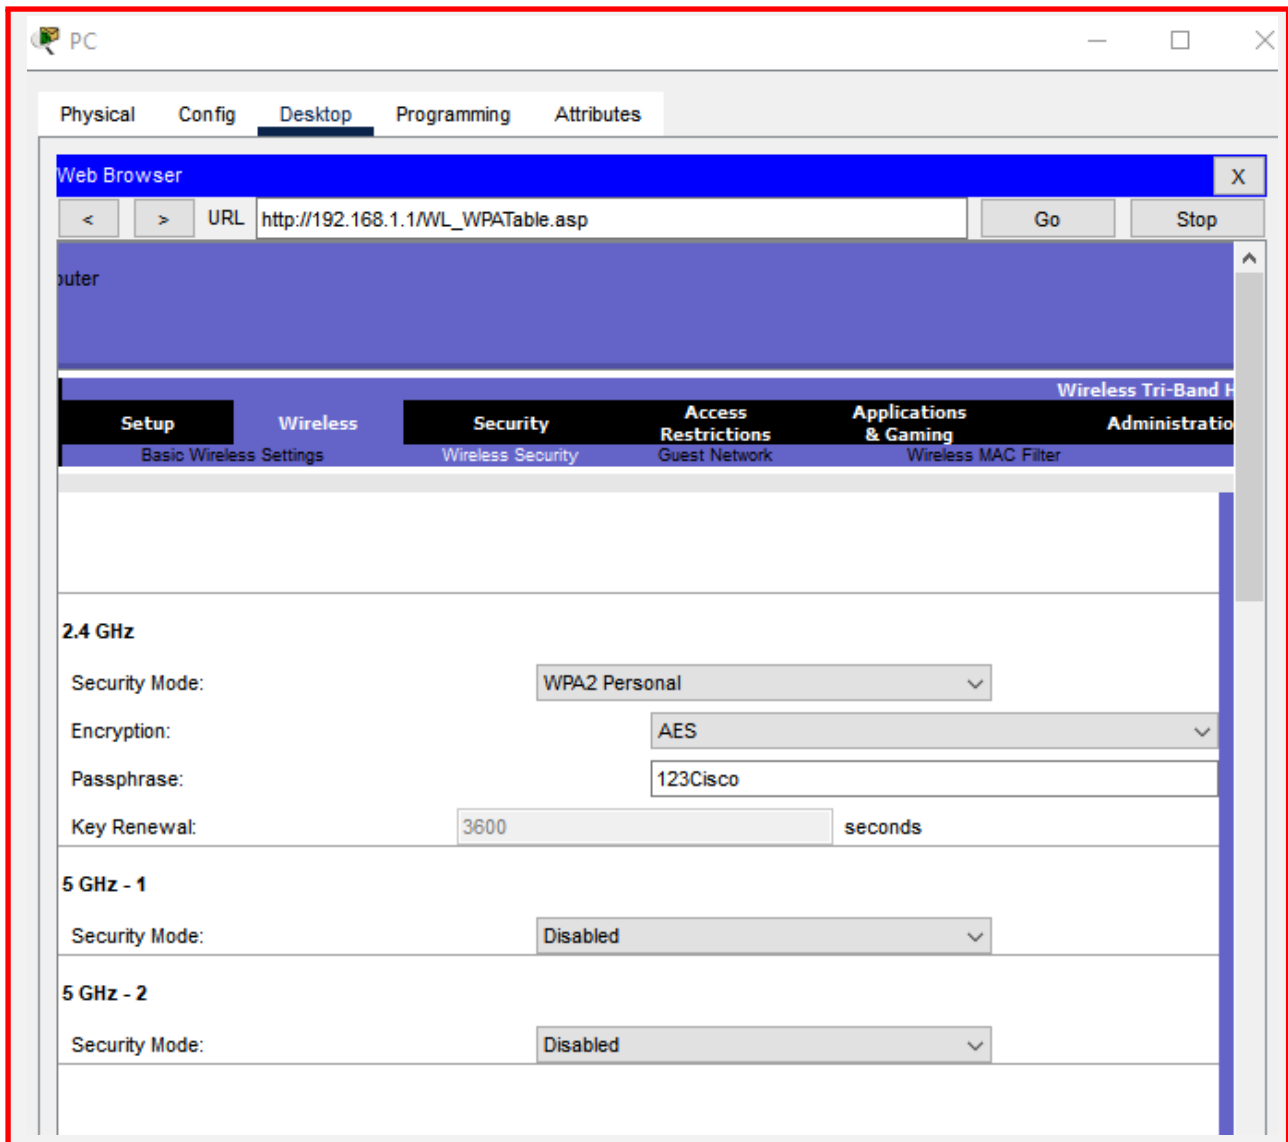 PC
Physical Config Desktop Programming Attributes
Web Browser X
< > URL http://192.168.1.1/WL_WPATable.asp Go Stop
outer
Wireless Tri-Band H
Setup Wireless Security Access Restrictions Applications & Gaming Administratio
Basic Wireless Settings Wireless Security Guest Network Wireless MAC Filter
2.4 GHz
Security Mode: WPA2 Personal
Encryption: AES
Passphrase: 123Cisco
Key Renewal: 3600 seconds
5 GHz - 1
Security Mode: Disabled
5 GHz - 2
Security Mode: Disabled